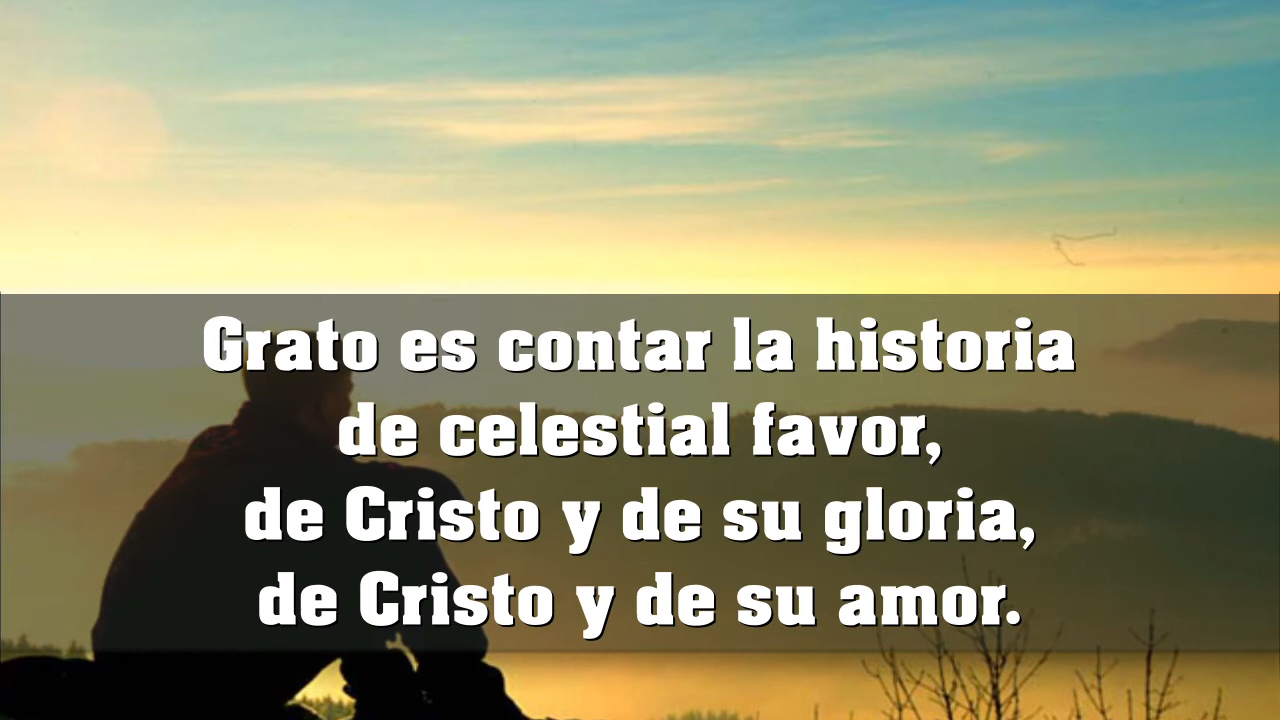 Grato es contar la historia
de celestial favor,
de Cristo y de su gloria,
de Cristo y de su amor.